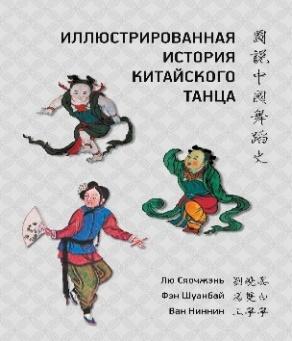 ИЛЛЮСТРИРОВАННАЯ
ИСТОРИЯ
КИТАЙСКОГО
ТАНЦА
圖說中國舞蹈史
Лю Сяочжэнь
Фэн Шуанбай
Ван Ниннин